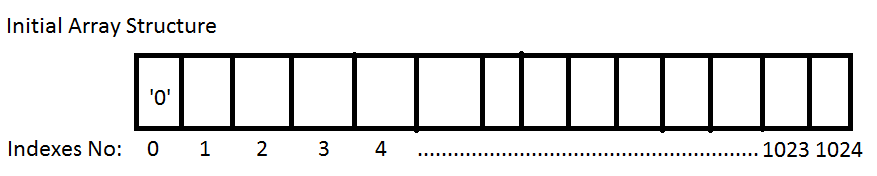 Initial Array Structure
'0'
Indexes No: 0 1 2 3 4 .......................................................... 1023 1024